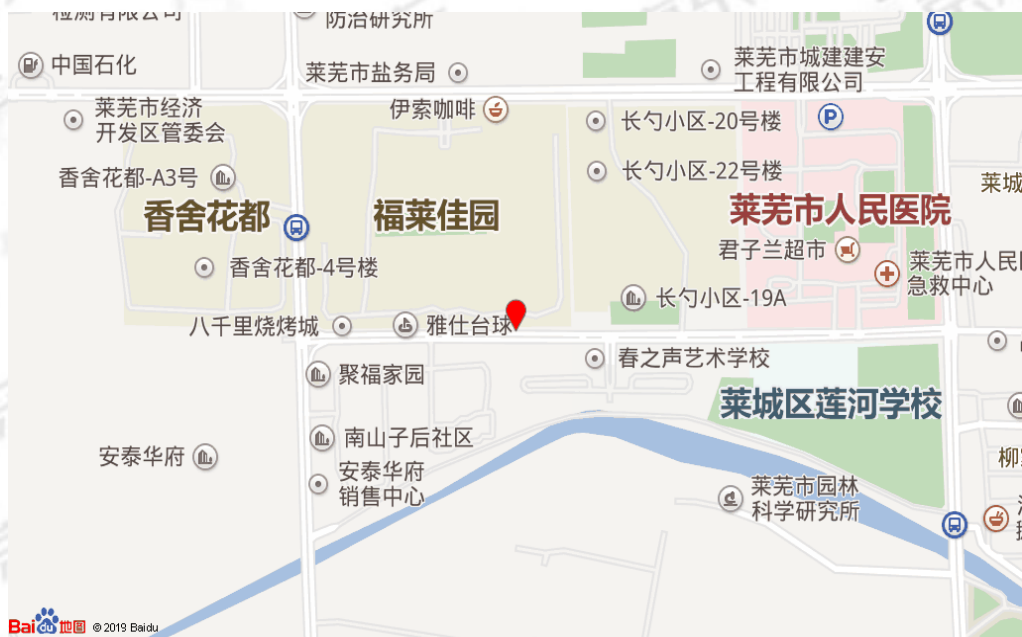 防治研究所
中国石化
莱芜市盐务局
莱芜市城建建安
工程有限公司
莱芜市经济
开发区管委会
伊索咖啡
长勺小区-20号楼
P
香舍花都-A3号
长勺小区-22号楼
莱城
香舍花都
福莱佳园
莱芜市人民医院
君子兰超市
香舍花都-4号楼
莱芜市人民
急救中心
长勺小区-19A
八千里烧烤城
雅仕台球
春之声艺术学校
聚福家园
莱城区莲河学校
南山子后社区
安泰华府
安泰华府
销售中心
莱芜市园林
科学研究所
Bai du 地图 © 2019 Baidu